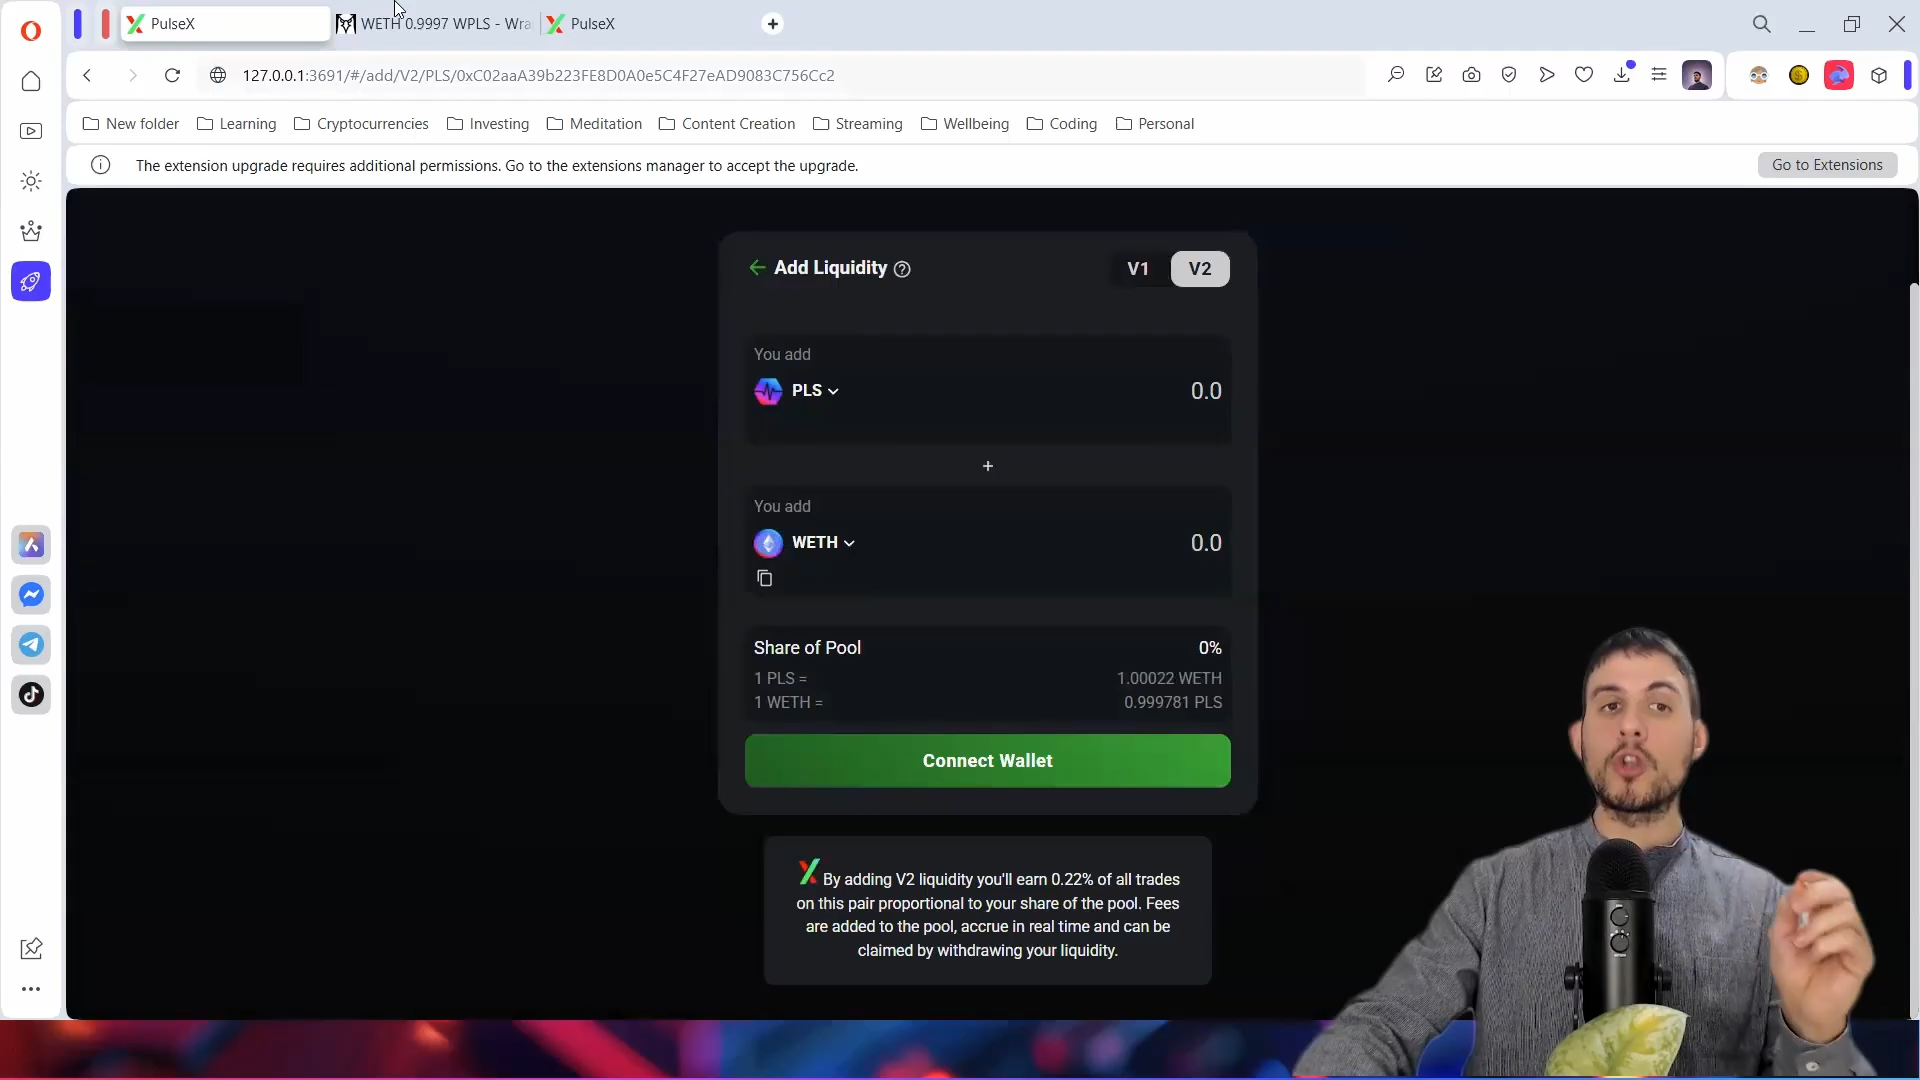 PulseX
WETH 0.9997 WPLS - Wra
PulseX
127.0.0.1:3691/#/add/V2/PLS/0xC02aaA39b223FE8D0A0e5C4F27eAD9083C756Cc2
New folder
Learning
Cryptocurrencies
Investing
Meditation
Content Creation
Streaming
Wellbeing
Coding
Personal
The extension upgrade requires additional permissions. Go to the extensions manager to accept the upgrade.
Go to Extensions
Add Liquidity
V1
V2
You add
PLS
0.0
+
You add
WETH
0.0
Share of Pool
0%
1 PLS =
1.00022 WETH
1 WETH =
0.999781 PLS
Connect Wallet
By adding V2 liquidity you'll earn 0.22% of all trades
on this pair proportional to your share of the pool. Fees
are added to the pool, accrue in real time and can be
claimed by withdrawing your liquidity.